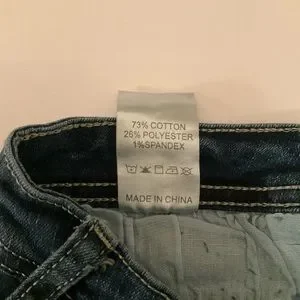 73% COTTON
26% POLYESTER
1%SPANDEX
MADE IN CHINA